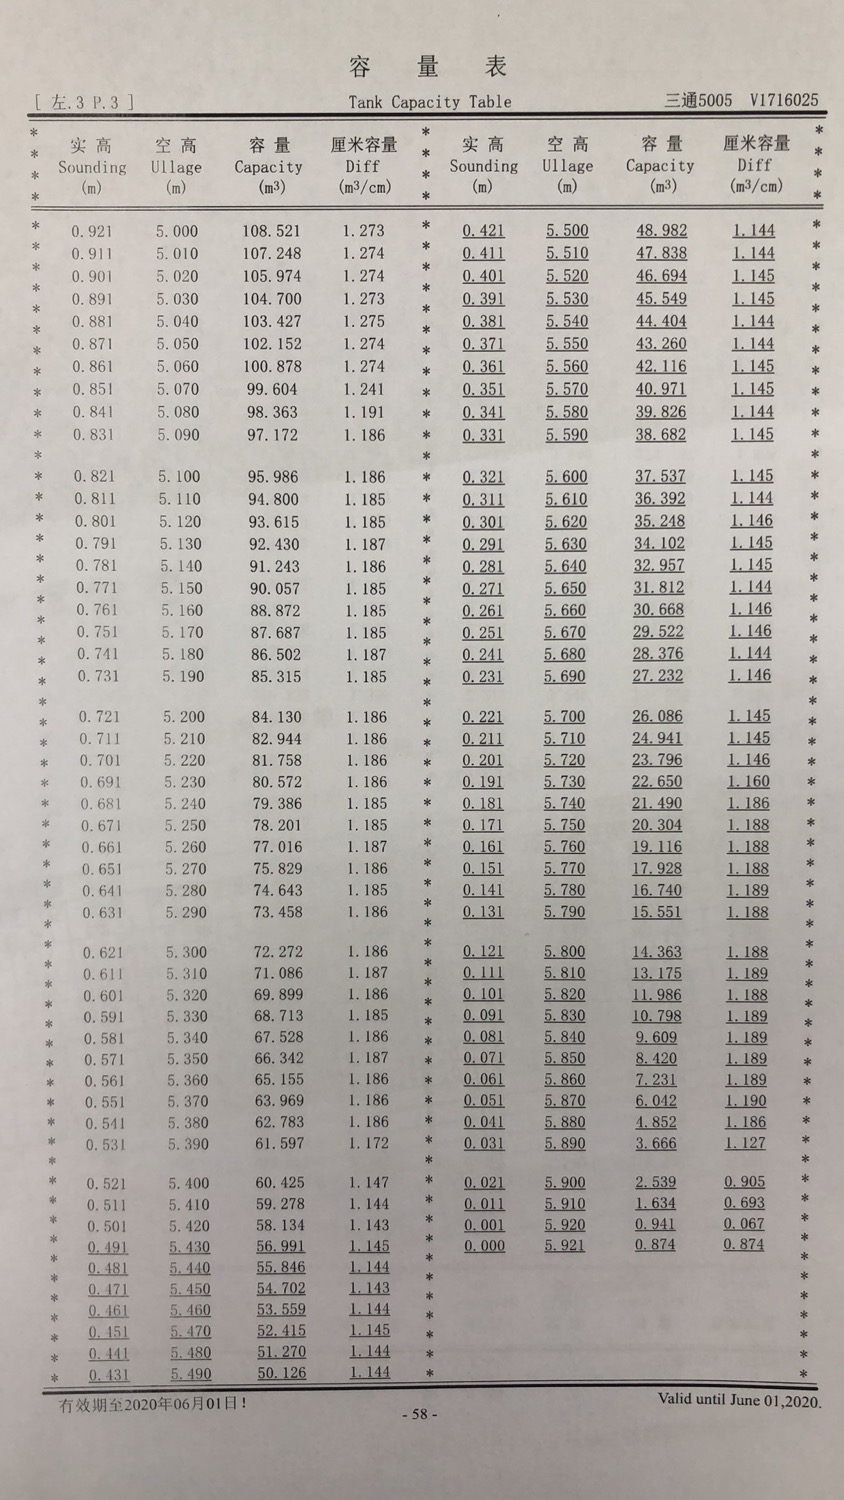 容 量 表
[ 左.3 P.3 ] Tank Capacity Table 三通5005 V1716025
* 实 高 空 高 容 量 厘米容量 * 实 高 空 高 容 量 厘米容量 *
* Sounding Ullage Capacity Diff * Sounding Ullage Capacity Diff *
* (m) (m) (m³) (m³/cm) * (m) (m) (m³) (m³/cm) *
* 0.921 5.000 108.521 1.273 * 0.421 5.500 48.982 1.144 *
* 0.911 5.010 107.248 1.274 * 0.411 5.510 47.838 1.144 *
* 0.901 5.020 105.974 1.274 * 0.401 5.520 46.694 1.145 *
* 0.891 5.030 104.700 1.273 * 0.391 5.530 45.549 1.145 *
* 0.881 5.040 103.427 1.275 * 0.381 5.540 44.404 1.144 *
* 0.871 5.050 102.152 1.274 * 0.371 5.550 43.260 1.144 *
* 0.861 5.060 100.878 1.274 * 0.361 5.560 42.116 1.145 *
* 0.851 5.070 99.604 1.241 * 0.351 5.570 40.971 1.145 *
* 0.841 5.080 98.363 1.191 * 0.341 5.580 39.826 1.144 *
* 0.831 5.090 97.172 1.186 * 0.331 5.590 38.682 1.145 *
* * *
* 0.821 5.100 95.986 1.186 * 0.321 5.600 37.537 1.145 *
* 0.811 5.110 94.800 1.185 * 0.311 5.610 36.392 1.144 *
* 0.801 5.120 93.615 1.185 * 0.301 5.620 35.248 1.146 *
* 0.791 5.130 92.430 1.187 * 0.291 5.630 34.102 1.145 *
* 0.781 5.140 91.243 1.186 * 0.281 5.640 32.957 1.145 *
* 0.771 5.150 90.057 1.185 * 0.271 5.650 31.812 1.144 *
* 0.761 5.160 88.872 1.185 * 0.261 5.660 30.668 1.146 *
* 0.751 5.170 87.687 1.185 * 0.251 5.670 29.522 1.146 *
* 0.741 5.180 86.502 1.187 * 0.241 5.680 28.376 1.144 *
* 0.731 5.190 85.315 1.185 * 0.231 5.690 27.232 1.146 *
* * *
* 0.721 5.200 84.130 1.186 * 0.221 5.700 26.086 1.145 *
* 0.711 5.210 82.944 1.186 * 0.211 5.710 24.941 1.145 *
* 0.701 5.220 81.758 1.186 * 0.201 5.720 23.796 1.146 *
* 0.691 5.230 80.572 1.186 * 0.191 5.730 22.650 1.160 *
* 0.681 5.240 79.386 1.185 * 0.181 5.740 21.490 1.186 *
* 0.671 5.250 78.201 1.185 * 0.171 5.750 20.304 1.188 *
* 0.661 5.260 77.016 1.187 * 0.161 5.760 19.116 1.188 *
* 0.651 5.270 75.829 1.186 * 0.151 5.770 17.928 1.188 *
* 0.641 5.280 74.643 1.185 * 0.141 5.780 16.740 1.189 *
* 0.631 5.290 73.458 1.186 * 0.131 5.790 15.551 1.188 *
* * *
* 0.621 5.300 72.272 1.186 * 0.121 5.800 14.363 1.188 *
* 0.611 5.310 71.086 1.187 * 0.111 5.810 13.175 1.189 *
* 0.601 5.320 69.899 1.186 * 0.101 5.820 11.986 1.188 *
* 0.591 5.330 68.713 1.185 * 0.091 5.830 10.798 1.189 *
* 0.581 5.340 67.528 1.186 * 0.081 5.840 9.609 1.189 *
* 0.571 5.350 66.342 1.187 * 0.071 5.850 8.420 1.189 *
* 0.561 5.360 65.155 1.186 * 0.061 5.860 7.231 1.189 *
* 0.551 5.370 63.969 1.186 * 0.051 5.870 6.042 1.190 *
* 0.541 5.380 62.783 1.186 * 0.041 5.880 4.852 1.186 *
* 0.531 5.390 61.597 1.172 * 0.031 5.890 3.666 1.127 *
* * *
* 0.521 5.400 60.425 1.147 * 0.021 5.900 2.539 0.905 *
* 0.511 5.410 59.278 1.144 * 0.011 5.910 1.634 0.693 *
* 0.501 5.420 58.134 1.143 * 0.001 5.920 0.941 0.067 *
* 0.491 5.430 56.991 1.145 * 0.000 5.921 0.874 0.874 *
* 0.481 5.440 55.846 1.144 * *
* 0.471 5.450 54.702 1.143 * *
* 0.461 5.460 53.559 1.144 * *
* 0.451 5.470 52.415 1.145 * *
* 0.441 5.480 51.270 1.144 * *
* 0.431 5.490 50.126 1.144 * *
有效期至2020年06月01日! Valid until June 01,2020.
- 58 -